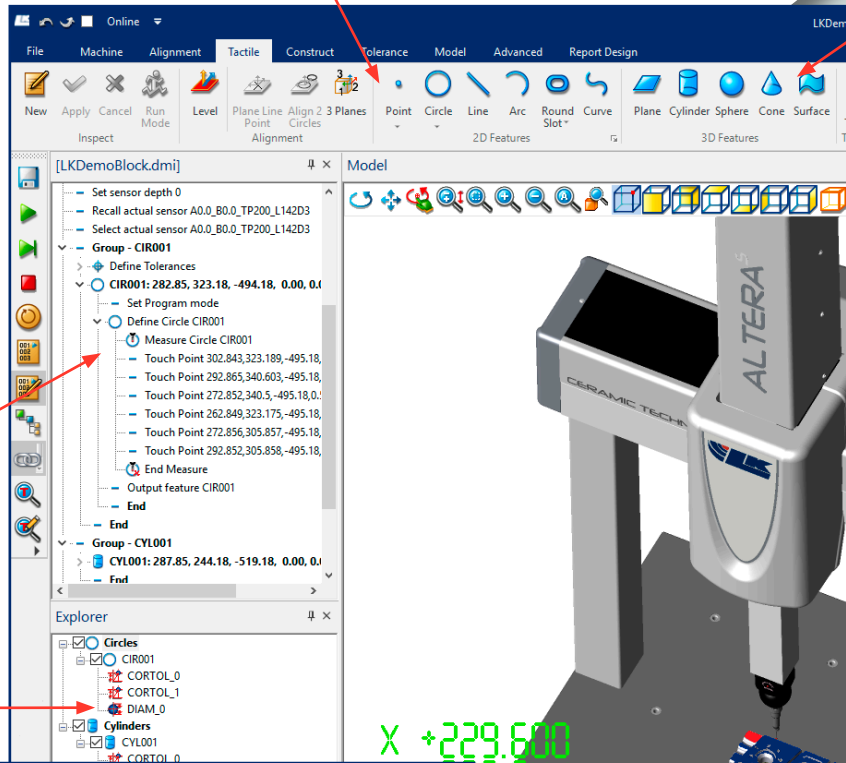 Online
LKDem
File Machine Alignment Tactile Construct Tolerance Model Advanced Report Design
New Apply Cancel Run Mode Level Plane Line Point Align 2 Circles 3 Planes Point Circle Line Arc Round Slot Curve Plane Cylinder Sphere Cone Surface
Inspect Alignment 2D Features 3D Features T
[LKDemoBlock.dmi]
Set sensor depth 0
Recall actual sensor A0.0_B0.0_TP200_L142D3
Select actual sensor A0.0_B0.0_TP200_L142D3
Group - CIR001
Define Tolerances
CIR001: 282.85, 323.18, -494.18, 0.00, 0.0
Set Program mode
Define Circle CIR001
Measure Circle CIR001
Touch Point 302.843,323.189,-495.18,
Touch Point 292.865,340.603,-495.18,
Touch Point 272.852,340.5,-495.18,0.
Touch Point 262.849,323.175,-495.18,
Touch Point 272.856,305.857,-495.18,
Touch Point 292.852,305.858,-495.18,
End Measure
Output feature CIR001
End
End
Group - CYL001
CYL001: 287.85, 244.18, -519.18, 0.00, 0.0
End
Explorer
Circles
CIR001
CORTOL_0
CORTOL_1
DIAM_0
Cylinders
CYL001
CORTOL_0
Model
ALTERA S
CERAMIC TECHN
LK
X +229.600